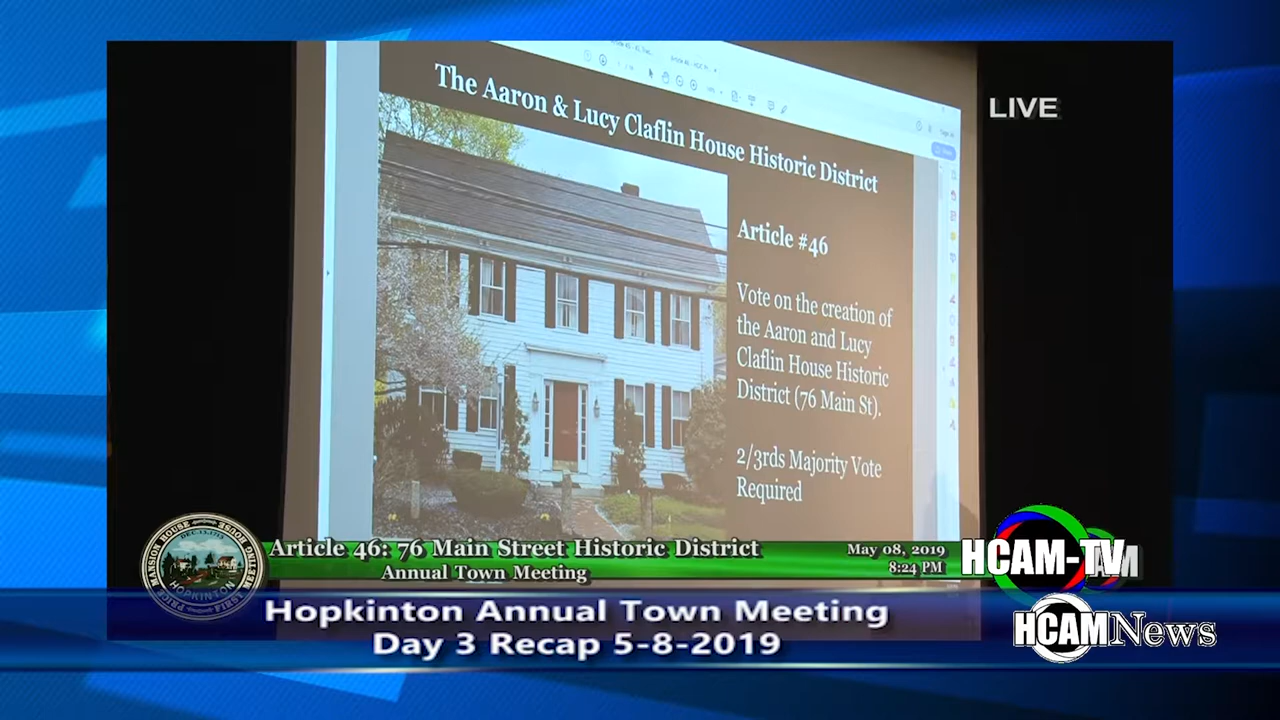 The Aaron & Lucy Claflin House Historic District
LIVE
Article #46
Vote on the creation of
the Aaron and Lucy
Claflin House Historic
District (76 Main St).
2/3rds Majority Vote
Required
Article 46: 76 Main Street Historic District
Annual Town Meeting
May 08, 2019
8:24 PM
HCAM-TV
MANSION HOUSE
HOPKINTON
Hopkinton Annual Town Meeting
Day 3 Recap 5-8-2019
HCAMNews